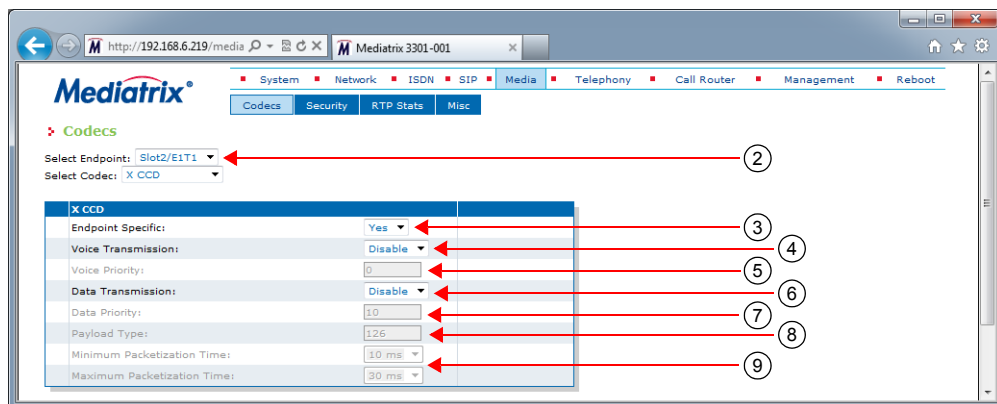 http://192.168.6.219/media
Mediatrix 3301-001
Mediatrix®
System Network ISDN SIP Media Telephony Call Router Management Reboot
Codecs Security RTP Stats Misc
Codecs
Select Endpoint: Slot2/E1T1 2
Select Codec: X CCD
X CCD
Endpoint Specific: Yes 3
Voice Transmission: Disable 4
Voice Priority: 0 5
Data Transmission: Disable 6
Data Priority: 10 7
Payload Type: 126 8
Minimum Packetization Time: 10 ms
9
Maximum Packetization Time: 30 ms